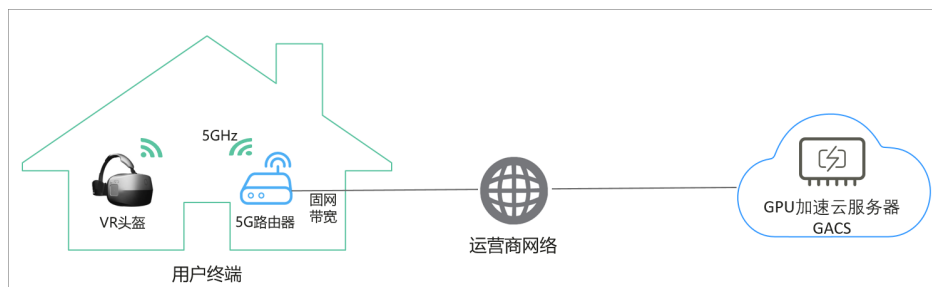 5GHz
VR头盔
5G路由器
固网
带宽
用户终端
运营商网络
GPU加速云服务器
GACS